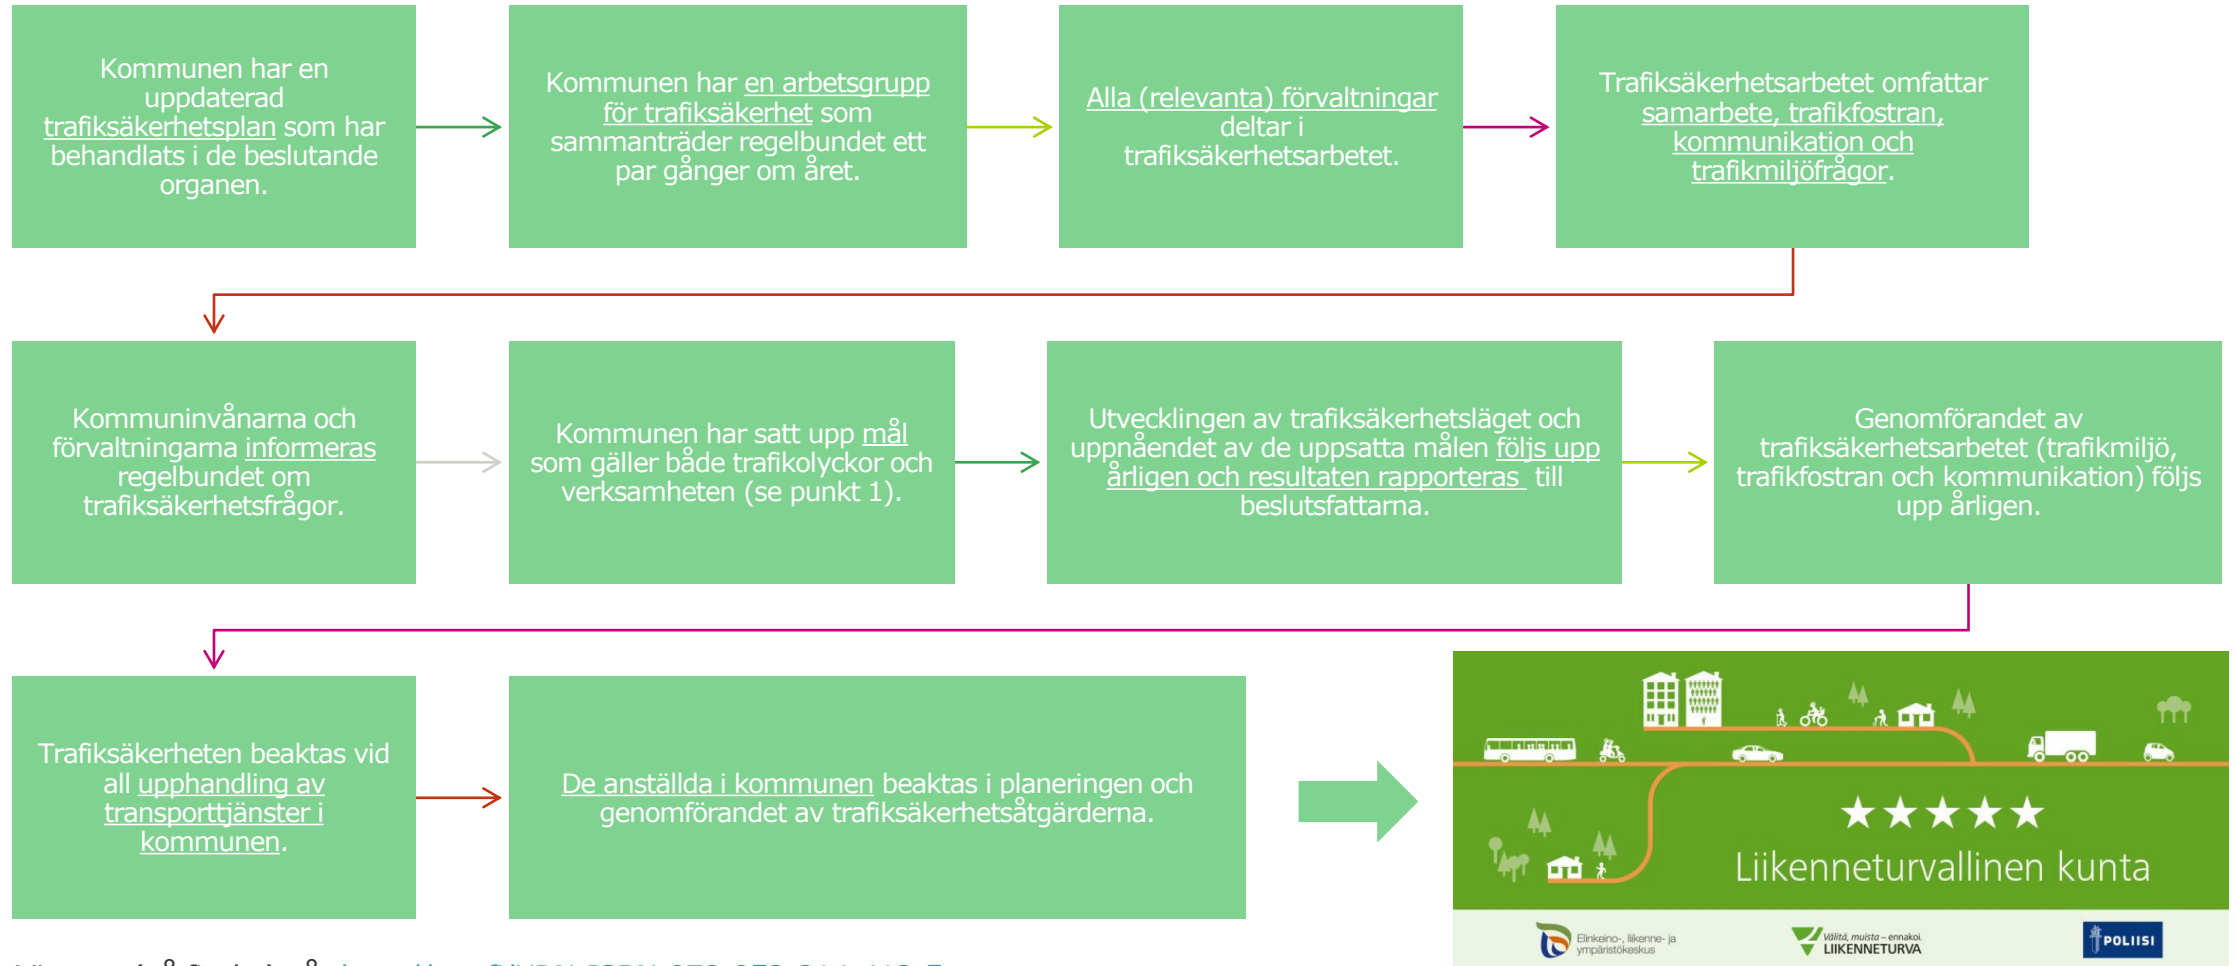 Kommunen har en
uppdaterad
trafiksäkerhetsplan som har
behandlats i de beslutande
organen.
Kommunen har en arbetsgrupp
för trafiksäkerhet som
sammanträder regelbundet ett
par gånger om året.
Alla (relevanta) förvaltningar
deltar i
trafiksäkerhetsarbetet.
Trafiksäkerhetsarbetet omfattar
samarbete, trafikfostran,
kommunikation och
trafikmiljöfrågor.
Kommuninvånarna och
förvaltningarna informeras
regelbundet om
trafiksäkerhetsfrågor.
Kommunen har satt upp mål
som gäller både trafikolyckor och
verksamheten (se punkt 1).
Utvecklingen av trafiksäkerhetsläget och
uppnåendet av de uppsatta målen följs upp
årligen och resultaten rapporteras till
beslutsfattarna.
Genomförandet av
trafiksäkerhetsarbetet (trafikmiljö,
trafikfostran och kommunikation) följs
upp årligen.
Trafiksäkerheten beaktas vid
all upphandling av
transporttjänster i
kommunen.
De anställda i kommunen beaktas i planeringen och
genomförandet av trafiksäkerhetsåtgärderna.
Liikenneturvallinen kunta
Elinkeino-, liikenne- ja
ympäristökeskus
Välitä, muista – ennakoi.
LIIKENNETURVA
POLIISI